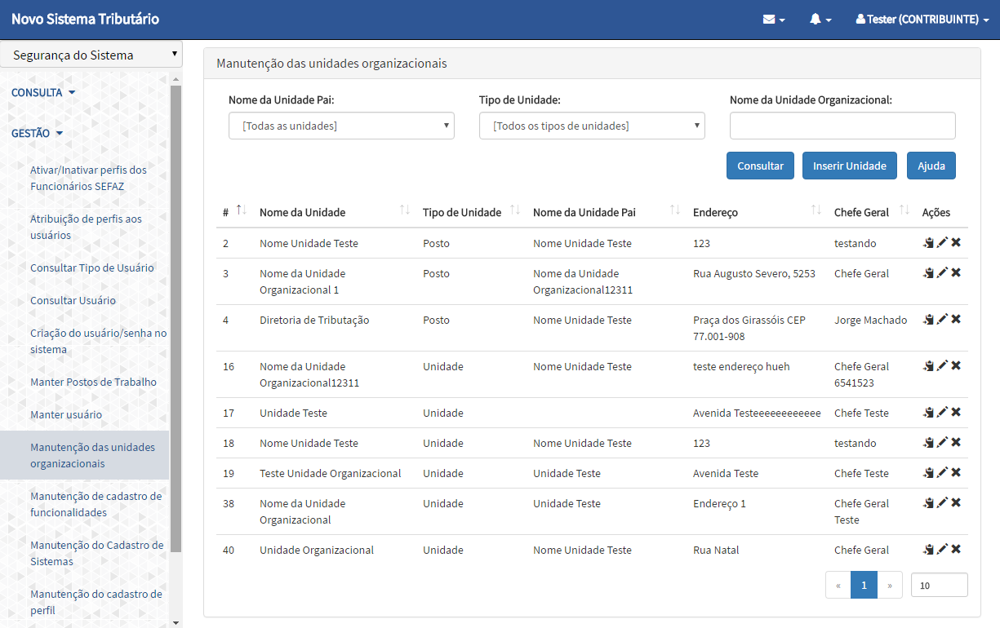 Novo Sistema Tributário
Tester (CONTRIBUINTE)
Segurança do Sistema
CONSULTA
GESTÃO
Ativar/Inativar perfis dos
Funcionários SEFAZ
Atribuição de perfis aos
usuários
Consultar Tipo de Usuário
Consultar Usuário
Criação do usuário/senha no
sistema
Manter Postos de Trabalho
Manter usuário
Manutenção das unidades
organizacionais
Manutenção de cadastro de
funcionalidades
Manutenção do Cadastro de
Sistemas
Manutenção do cadastro de
perfil
Manutenção das unidades organizacionais
Nome da Unidade Pai: Tipo de Unidade: Nome da Unidade Organizacional:
[Todas as unidades] [Todos os tipos de unidades]
Consultar Inserir Unidade Ajuda
# Nome da Unidade Tipo de Unidade Nome da Unidade Pai Endereço Chefe Geral Ações
2 Nome Unidade Teste Posto Nome Unidade Teste 123 testando
3 Nome da Unidade Posto Nome da Unidade Rua Augusto Severo, 5253 Chefe Geral
Organizacional 1 Organizacional12311
4 Diretoria de Tributação Posto Nome Unidade Teste Praça dos Girassóis CEP Jorge Machado
77.001-908
16 Nome da Unidade Unidade Nome Unidade Teste teste endereço hueh Chefe Geral
Organizacional12311 6541523
17 Unidade Teste Unidade Avenida Testeeeeeeeeeeee Chefe Teste
18 Nome Unidade Teste Unidade Nome Unidade Teste 123 testando
19 Teste Unidade Organizacional Unidade Unidade Teste Avenida Teste Chefe Teste
38 Nome da Unidade Unidade Unidade Teste Endereço 1 Chefe Geral
Organizacional Teste
40 Unidade Organizacional Unidade Nome Unidade Teste Rua Natal Chefe Geral
« 1 » 10